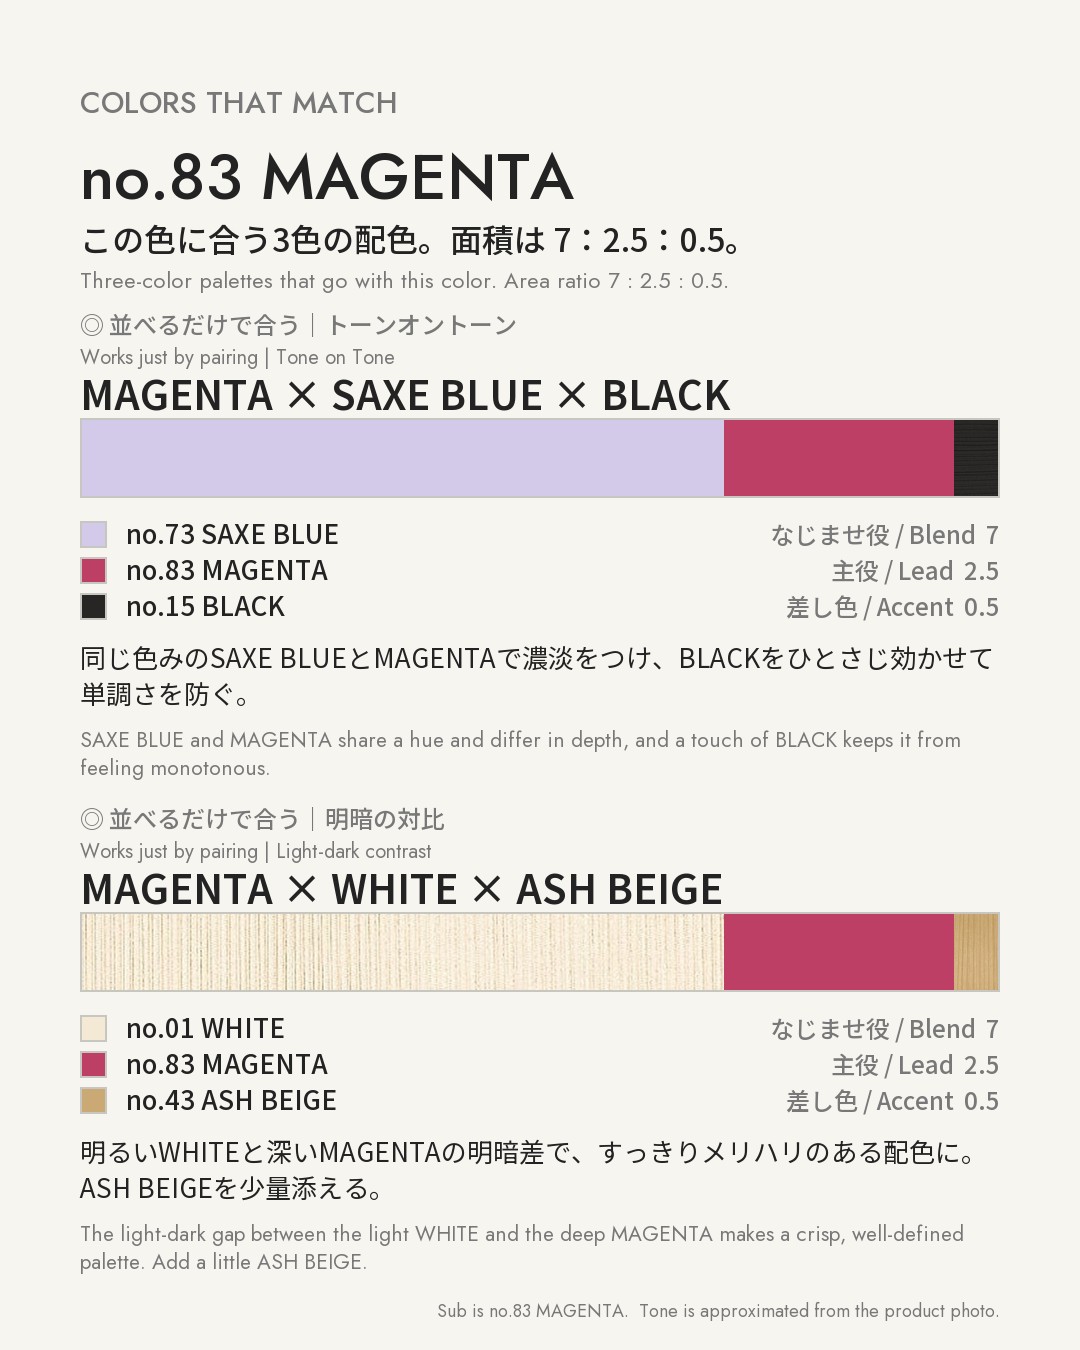 COLORS THAT MATCH
no.83 MAGENTA
この色に合う3色の配色。面積は 7：2.5：0.5。
Three-color palettes that go with this color. Area ratio 7 : 2.5 : 0.5.
◎ 並べるだけで合う｜トーンオントーン
Works just by pairing | Tone on Tone
MAGENTA × SAXE BLUE × BLACK
no.73 SAXE BLUE なじませ役 / Blend 7
no.83 MAGENTA 主役 / Lead 2.5
no.15 BLACK 差し色 / Accent 0.5
同じ色みのSAXE BLUEとMAGENTAで濃淡をつけ、BLACKをひとさじ効かせて
単調さを防ぐ。
SAXE BLUE and MAGENTA share a hue and differ in depth, and a touch of BLACK keeps it from
feeling monotonous.
◎ 並べるだけで合う｜明暗の対比
Works just by pairing | Light-dark contrast
MAGENTA × WHITE × ASH BEIGE
no.01 WHITE なじませ役 / Blend 7
no.83 MAGENTA 主役 / Lead 2.5
no.43 ASH BEIGE 差し色 / Accent 0.5
明るいWHITEと深いMAGENTAの明暗差で、すっきりメリハリのある配色に。
ASH BEIGEを少量添える。
The light-dark gap between the light WHITE and the deep MAGENTA makes a crisp, well-defined
palette. Add a little ASH BEIGE.
Sub is no.83 MAGENTA. Tone is approximated from the product photo.